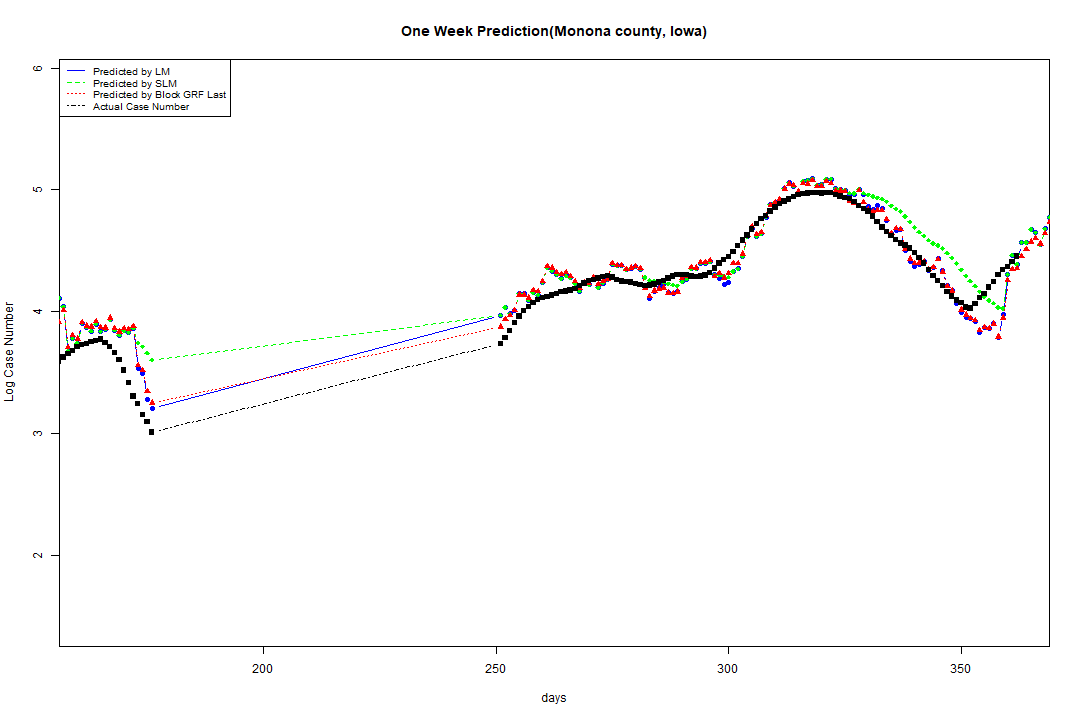 One Week Prediction(Monona county, Iowa)
Predicted by LM
Predicted by SLM
Predicted by Block GRF Last
Actual Case Number
6
5
4
3
2
Log Case Number
200
250
300
350
days